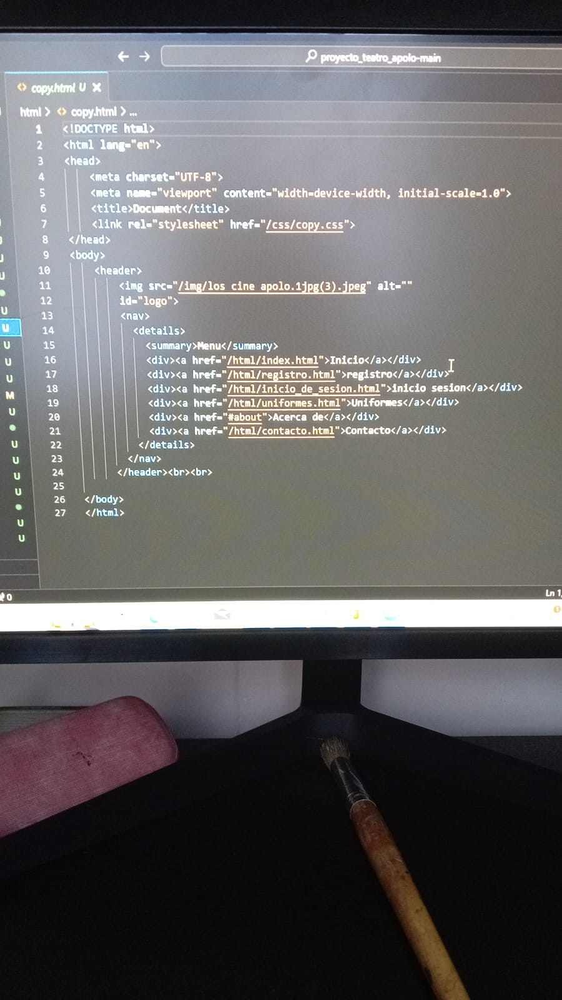 proyecto_teatro_apolo-main
copy.html U
html > copy.html > ...
1 <!DOCTYPE html>
2 <html lang="en">
3 <head>
4 <meta charset="UTF-8">
5 <meta name="viewport" content="width=device-width, initial-scale=1.0">
6 <title>Document</title>
7 <link rel="stylesheet" href="/css/copy.css">
8 </head>
9 <body>
10 <header>
11 <img src="/img/los cine apolo.1jpg(3).jpeg" alt=""
12 id="logo">
13 <nav>
14 <details>
15 <summary>Menu</summary>
16 <div><a href="/html/index.html">Inicio</a></div>
17 <div><a href="/html/registro.html">registro</a></div>
18 <div><a href="/html/inicio_de_sesion.html">inicio sesion</a></div>
19 <div><a href="/html/uniformes.html">Uniformes</a></div>
20 <div><a href="#about">Acerca de</a></div>
21 <div><a href="/html/contacto.html">Contacto</a></div>
22 </details>
23 </nav>
24 </header><br><br>
25
26 </body>
27 </html>
U
U
U
U
U
U
U
M
U
U
U
U
U
U
U
0
Ln 1,